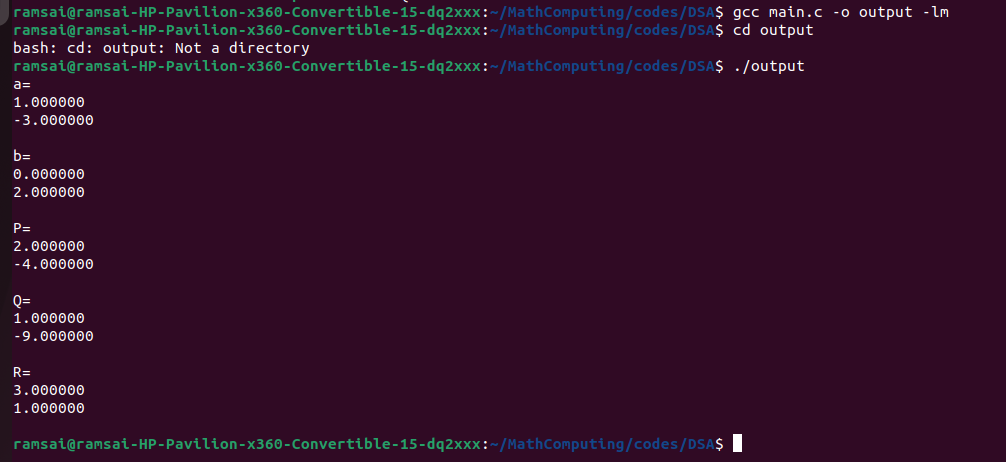 ramsai@ramsai-HP-Pavilion-x360-Convertible-15-dq2xxx:~/MathComputing/codes/DSA$ gcc main.c -o output -lm
ramsai@ramsai-HP-Pavilion-x360-Convertible-15-dq2xxx:~/MathComputing/codes/DSA$ cd output
bash: cd: output: Not a directory
ramsai@ramsai-HP-Pavilion-x360-Convertible-15-dq2xxx:~/MathComputing/codes/DSA$ ./output
a=
1.000000
-3.000000
b=
0.000000
2.000000
P=
2.000000
-4.000000
Q=
1.000000
-9.000000
R=
3.000000
1.000000
ramsai@ramsai-HP-Pavilion-x360-Convertible-15-dq2xxx:~/MathComputing/codes/DSA$